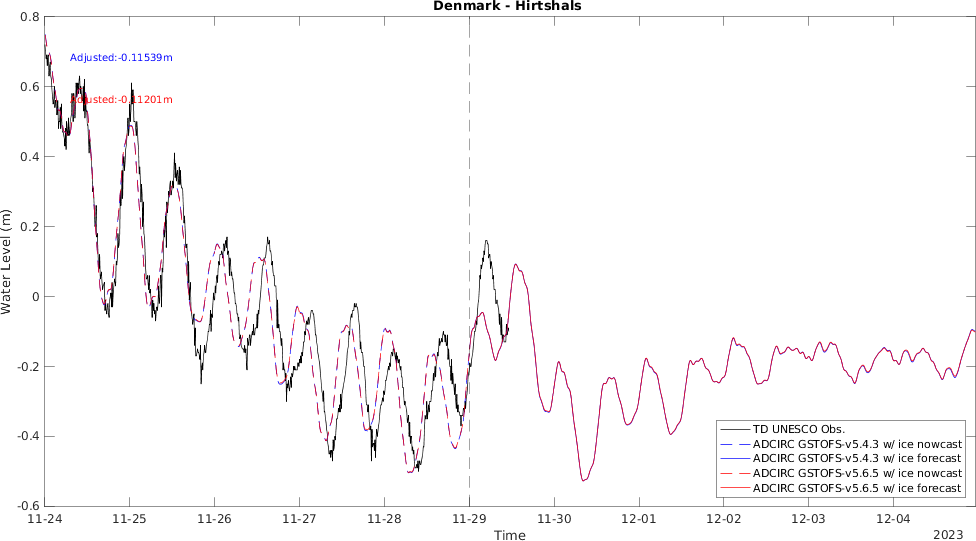 Denmark - Hirtshals
0.8
0.6
0.4
0.2
0
-0.2
-0.4
-0.6
Water Level (m)
Adjusted:-0.11539m
Adjusted:-0.11201m
TD UNESCO Obs.
ADCIRC GSTOFS-v5.4.3 w/ ice nowcast
ADCIRC GSTOFS-v5.4.3 w/ ice forecast
ADCIRC GSTOFS-v5.6.5 w/ ice nowcast
ADCIRC GSTOFS-v5.6.5 w/ ice forecast
11-24 11-25 11-26 11-27 11-28 11-29 11-30 12-01 12-02 12-03 12-04
Time
2023